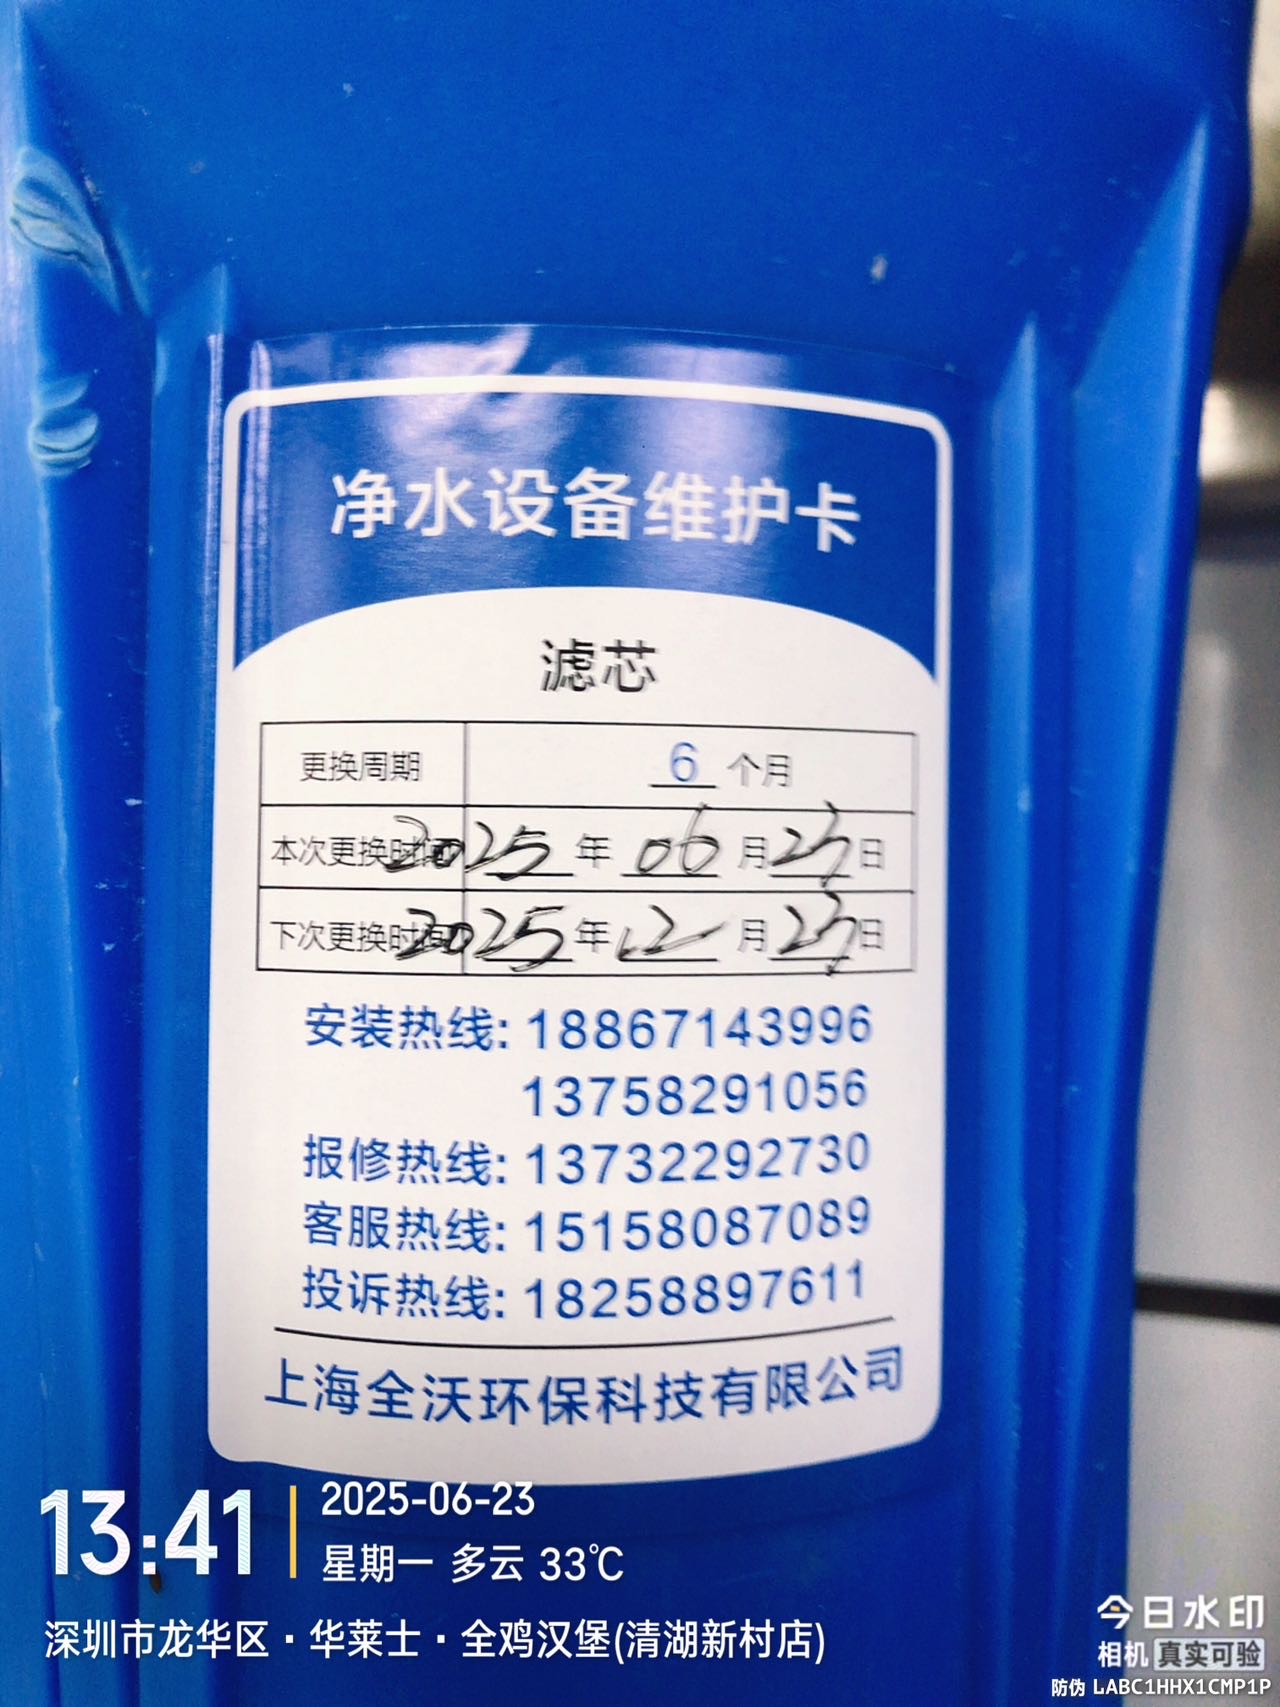 净水设备维护卡
滤芯
更换周期 6 个月
本次更换时间 2025 年 06 月 23 日
下次更换时间 2025 年 12 月 23 日
安装热线: 18867143996
13758291056
报修热线: 13732292730
客服热线: 15158087089
投诉热线: 18258897611
上海全沃环保科技有限公司
13:41
2025-06-23
星期一 多云 33℃
深圳市龙华区·华莱士·全鸡汉堡(清湖新村店)
今日水印
相机 真实可验
防伪 LABC1HHX1CMP1P